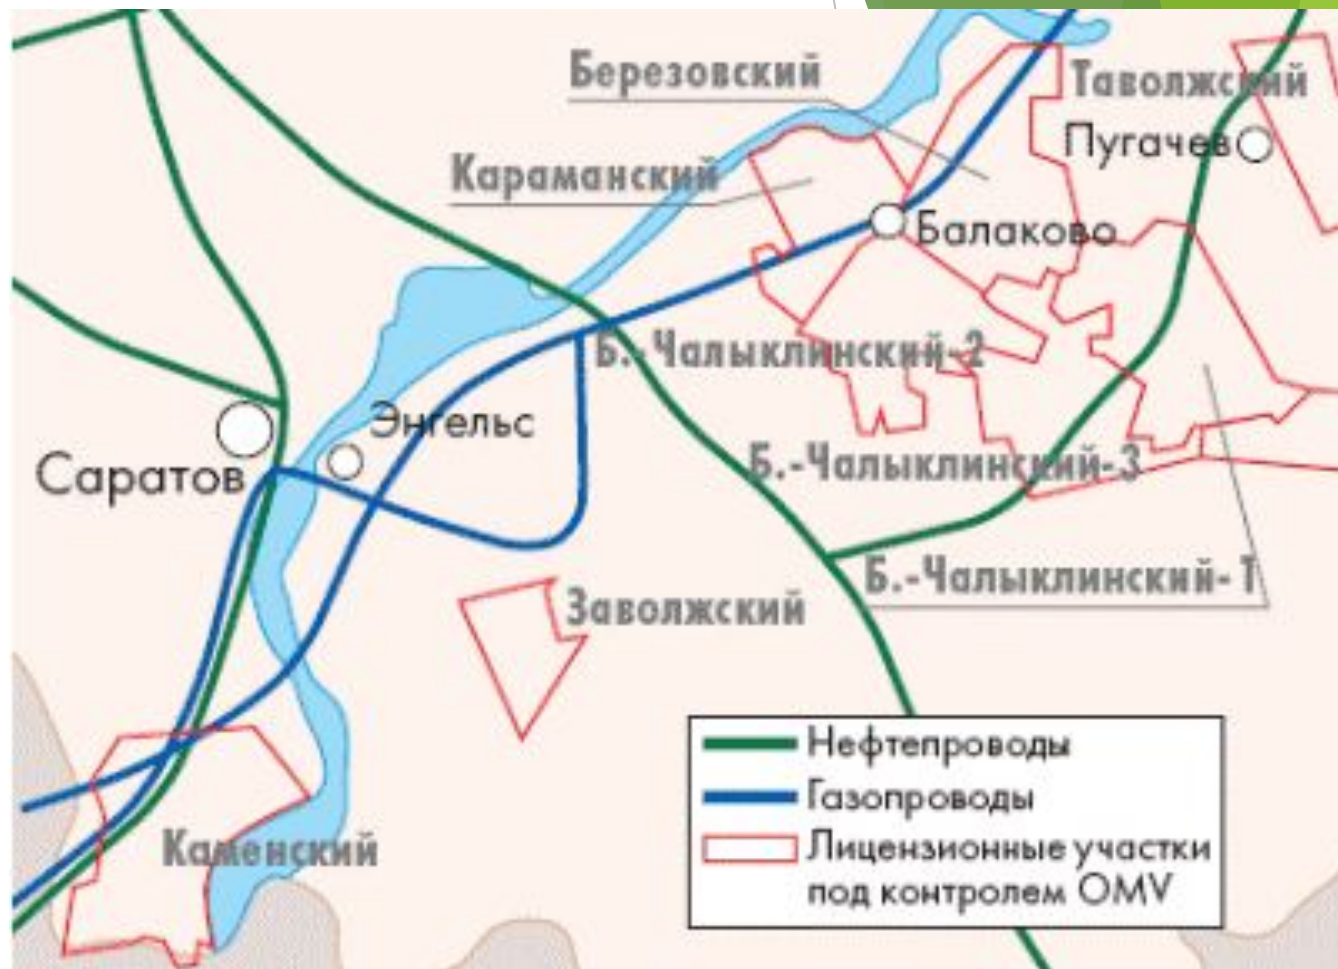 Березовский
Таволжский
Пугачев
Караманский
Балаково
Б.-Чалыклинский-2
Энгельс
Саратов
Б.-Чалыклинский-3
Б.-Чалыклинский-1
Заволжский
Нефтепроводы
Газопроводы
Лицензионные участки
под контролем OMV
Каменский